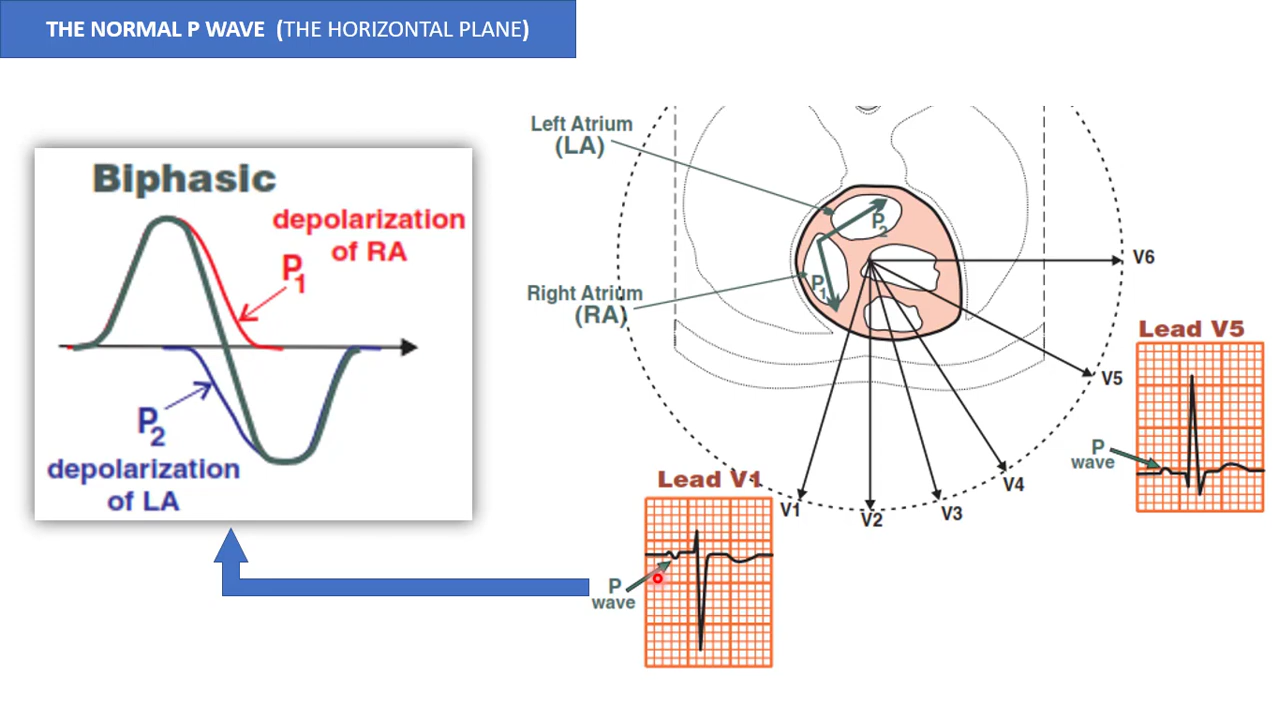 THE NORMAL P WAVE (THE HORIZONTAL PLANE)
Biphasic
depolarization
of RA
P1
P2
depolarization
of LA
Left Atrium
(LA)
P2
Right Atrium
(RA)
P1
V6
V5
V4
V3
V2
V1
Lead V5
P
wave
Lead V1
P
wave